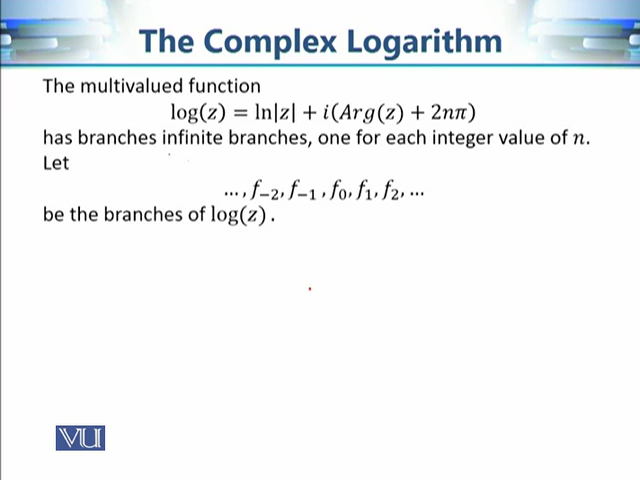 The Complex Logarithm
The multivalued function
log(z) = ln|z| + i(Arg(z) + 2nπ)
has branches infinite branches, one for each integer value of n.
Let
…, f₋₂, f₋₁, f₀, f₁, f₂, …
be the branches of log(z).
VU